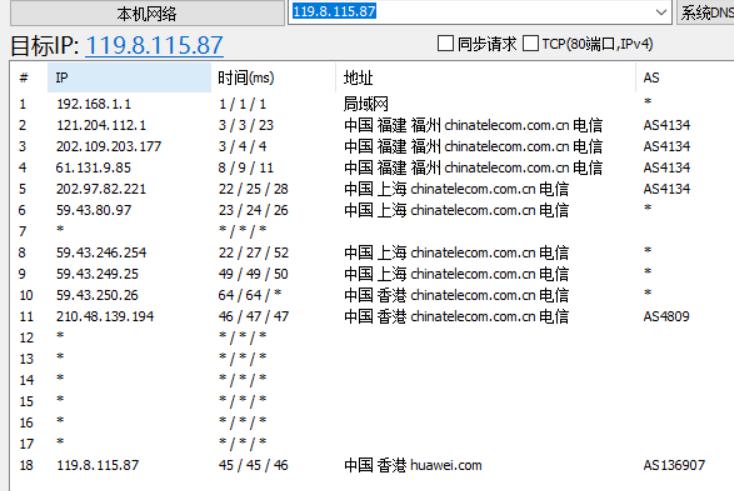 本机网络 119.8.115.87 系统DNS
目标IP: 119.8.115.87 同步请求 TCP(80端口,IPv4)
# IP 时间(ms) 地址 AS
1 192.168.1.1 1 / 1 / 1 局域网 *
2 121.204.112.1 3 / 3 / 23 中国 福建 福州 chinatelecom.com.cn 电信 AS4134
3 202.109.203.177 3 / 4 / 4 中国 福建 福州 chinatelecom.com.cn 电信 AS4134
4 61.131.9.85 8 / 9 / 11 中国 福建 福州 chinatelecom.com.cn 电信 AS4134
5 202.97.82.221 22 / 25 / 28 中国 上海 chinatelecom.com.cn 电信 AS4134
6 59.43.80.97 23 / 24 / 26 中国 上海 chinatelecom.com.cn 电信 *
7 * * / * / *
8 59.43.246.254 22 / 27 / 52 中国 上海 chinatelecom.com.cn 电信 *
9 59.43.249.25 49 / 49 / 50 中国 上海 chinatelecom.com.cn 电信 *
10 59.43.250.26 64 / 64 / * 中国 香港 chinatelecom.com.cn 电信 *
11 210.48.139.194 46 / 47 / 47 中国 香港 chinatelecom.com.cn 电信 AS4809
12 * * / * / *
13 * * / * / *
14 * * / * / *
15 * * / * / *
16 * * / * / *
17 * * / * / *
18 119.8.115.87 45 / 45 / 46 中国 香港 huawei.com AS136907